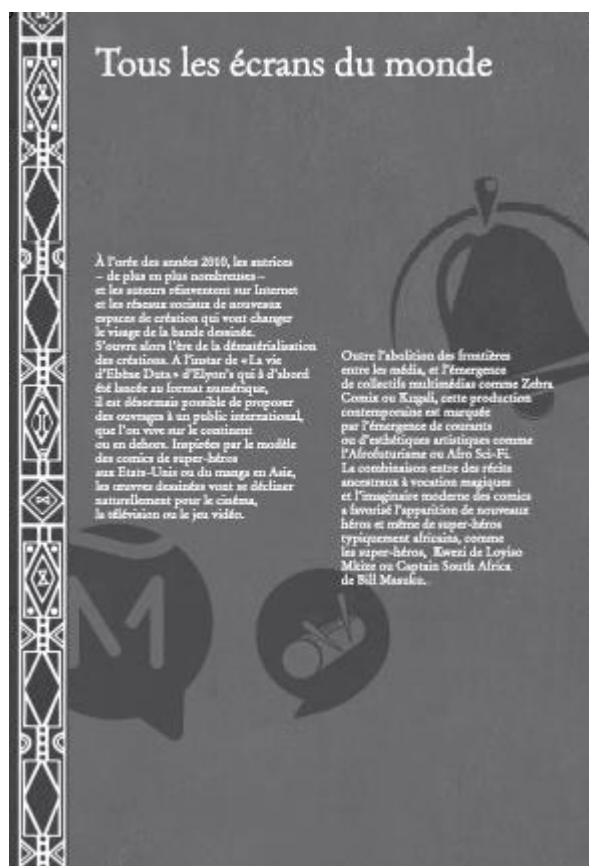 Tous les écrans du monde
À l'orée des années 2010, les autrices
– de plus en plus nombreuses –
et les auteurs réinventent sur Internet
et les réseaux sociaux de nouveaux
espaces de création qui vont changer
le visage de la bande dessinée.
S'ouvre alors l'ère de la dématérialisation
des créations. A l'instar de «La vie
d'Ebène Duta » d'Elyon's qui à d'abord
été lancée au format numérique,
il est désormais possible de proposer
des ouvrages à un public international,
que l'on vive sur le continent
ou en dehors. Inspirées par le modèle
des comics de super-héros
aux Etats-Unis ou du manga en Asie,
les œuvres dessinées vont se décliner
naturellement pour le cinéma,
la télévision ou le jeu vidéo.
Outre l'abolition des frontières
entre les média, et l'émergence
de collectifs multimédias comme Zebra
Comix ou Kugali, cette production
contemporaine est marquée
par l'émergence de courants
ou d'esthétiques artistiques comme
l'Afrofuturisme ou Afro Sci-Fi.
La combinaison entre des récits
ancestraux à vocation magiques
et l'imaginaire moderne des comics
a favorisé l'apparition de nouveaux
héros et même de super-héros
typiquement africains, comme
les super-héros, Kwezi de Loyiso
Mkize ou Captain South Africa
de Bill Masuku.
M